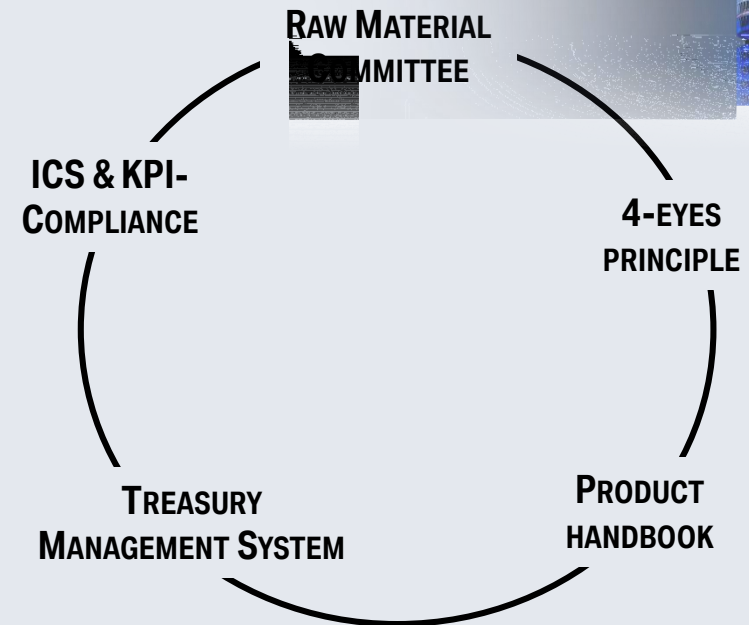 RAW MATERIAL
COMMITTEE
4-EYES
PRINCIPLE
PRODUCT
HANDBOOK
TREASURY
MANAGEMENT SYSTEM
ICS & KPI-
COMPLIANCE